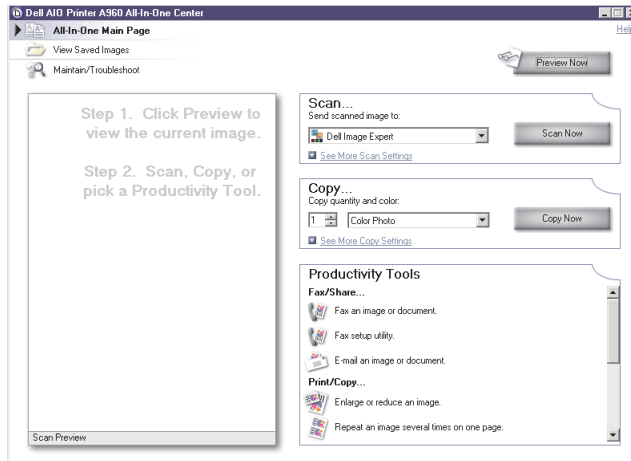 Dell AIO Printer A960 All-In-One Center
All-In-One Main Page
Help
View Saved Images
Maintain/Troubleshoot
Preview Now
Step 1. Click Preview to
view the current image.
Step 2. Scan, Copy, or
pick a Productivity Tool.
Scan Preview
Scan...
Send scanned image to:
Dell Image Expert
Scan Now
See More Scan Settings
Copy...
Copy quantity and color:
1
Color Photo
Copy Now
See More Copy Settings
Productivity Tools
Fax/Share...
Fax an image or document.
Fax setup utility.
E-mail an image or document.
Print/Copy...
Enlarge or reduce an image.
Repeat an image several times on one page.